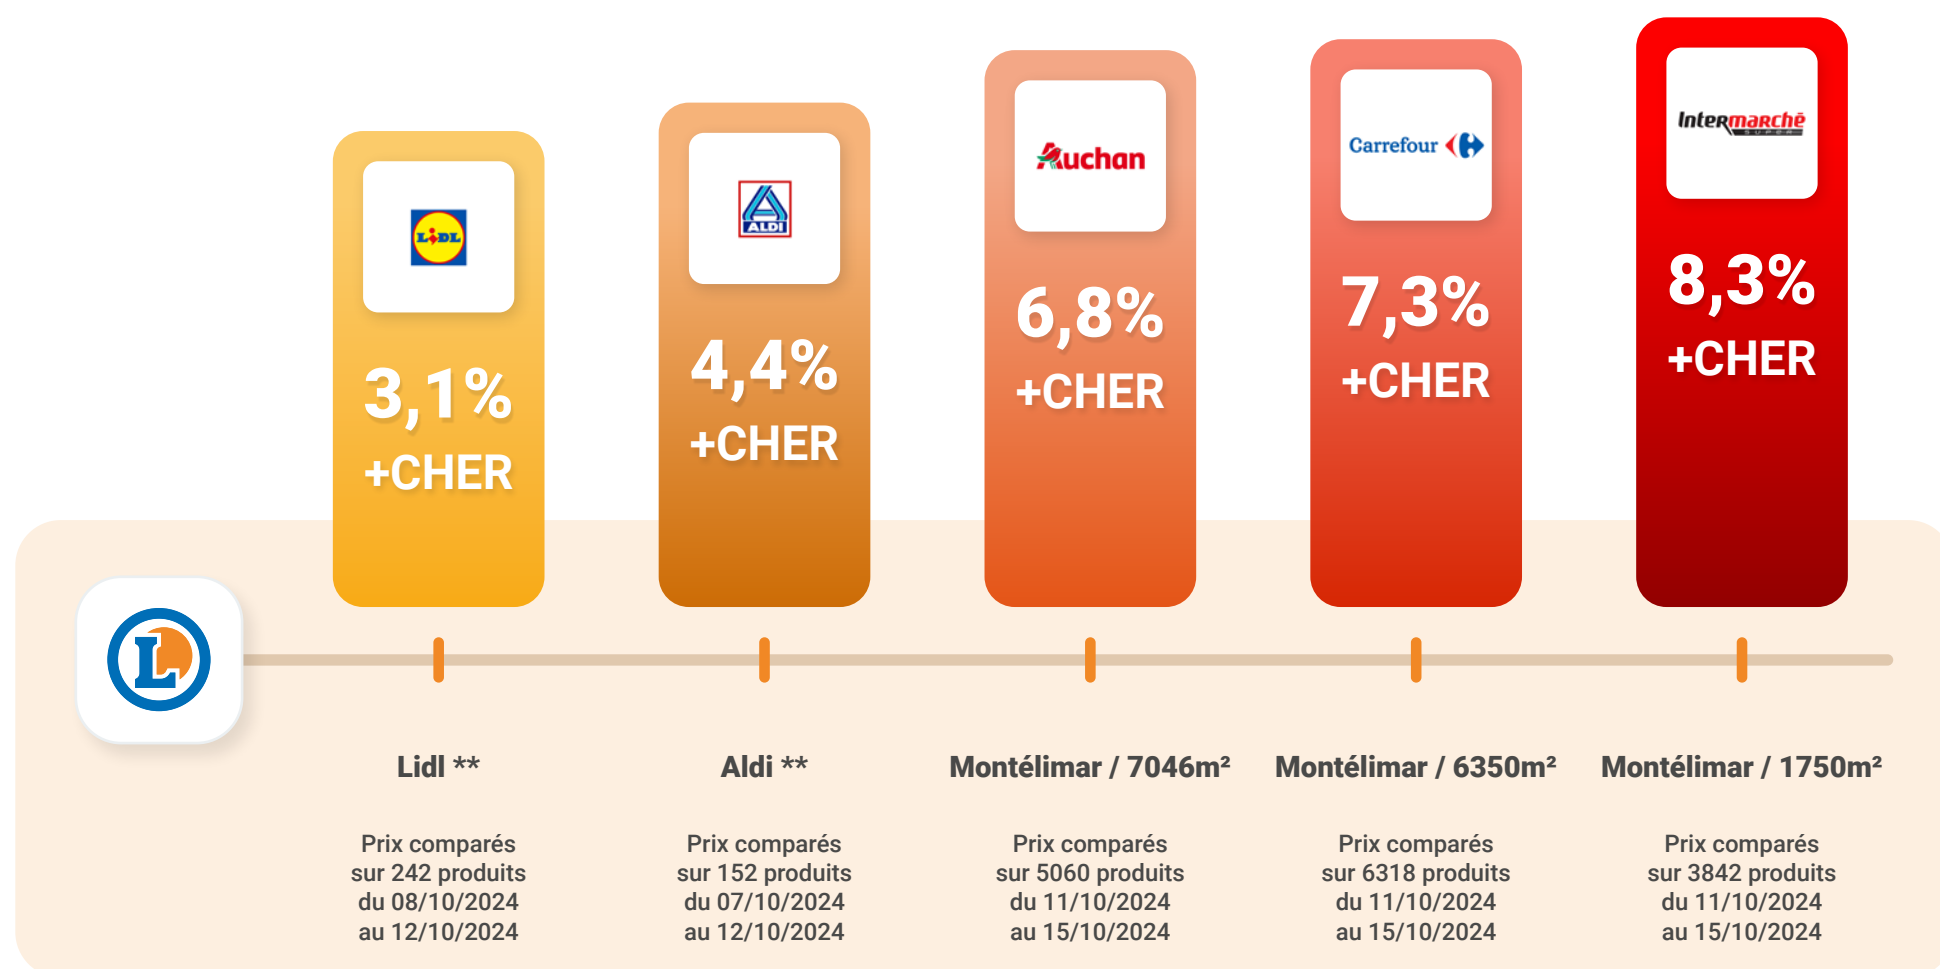 LIDL
3,1%
+CHER
ALDI
4,4%
+CHER
Auchan
6,8%
+CHER
Carrefour
7,3%
+CHER
Intermarchē
SUPER
8,3%
+CHER
L
Lidl **
Prix comparés
sur 242 produits
du 08/10/2024
au 12/10/2024
Aldi **
Prix comparés
sur 152 produits
du 07/10/2024
au 12/10/2024
Montélimar / 7046m²
Prix comparés
sur 5060 produits
du 11/10/2024
au 15/10/2024
Montélimar / 6350m²
Prix comparés
sur 6318 produits
du 11/10/2024
au 15/10/2024
Montélimar / 1750m²
Prix comparés
sur 3842 produits
du 11/10/2024
au 15/10/2024